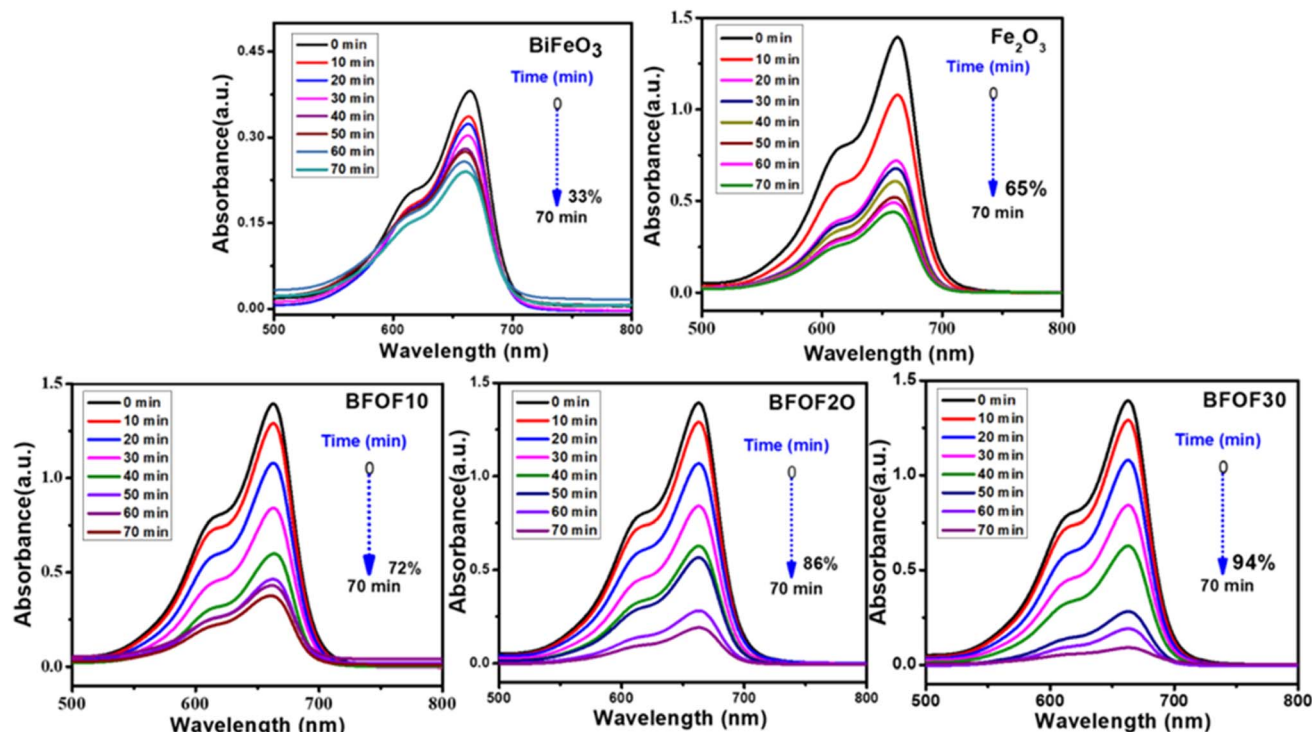 BiFeO3
0 min
10 min
20 min
30 min
40 min
50 min
60 min
70 min
Time (min)
0
33%
70 min
Absorbance(a.u.)
0.45
0.30
0.15
0.00
500 600 700 800
Wavelength (nm)
Fe2O3
0 min
10 min
20 min
30 min
40 min
50 min
60 min
70 min
Time (min)
0
65%
70 min
Absorbance(a.u.)
1.5
1.0
0.5
0.0
500 600 700 800
Wavelength (nm)
BFOF10
0 min
10 min
20 min
30 min
40 min
50 min
60 min
70 min
Time (min)
0
72%
70 min
Absorbance(a.u.)
1.5
1.0
0.5
0.0
500 600 700 800
Wavelength (nm)
BFOF2O
0 min
10 min
20 min
30 min
40 min
50 min
60 min
70 min
Time (min)
0
86%
70 min
Absorbance(a.u.)
1.5
1.0
0.5
0.0
500 600 700 800
Wavelength (nm)
BFOF30
0 min
10 min
20 min
30 min
40 min
50 min
60 min
70 min
Time (min)
0
94%
70 min
Absorbance(a.u.)
1.5
1.0
0.5
0.0
500 600 700 800
Wavelength (nm)